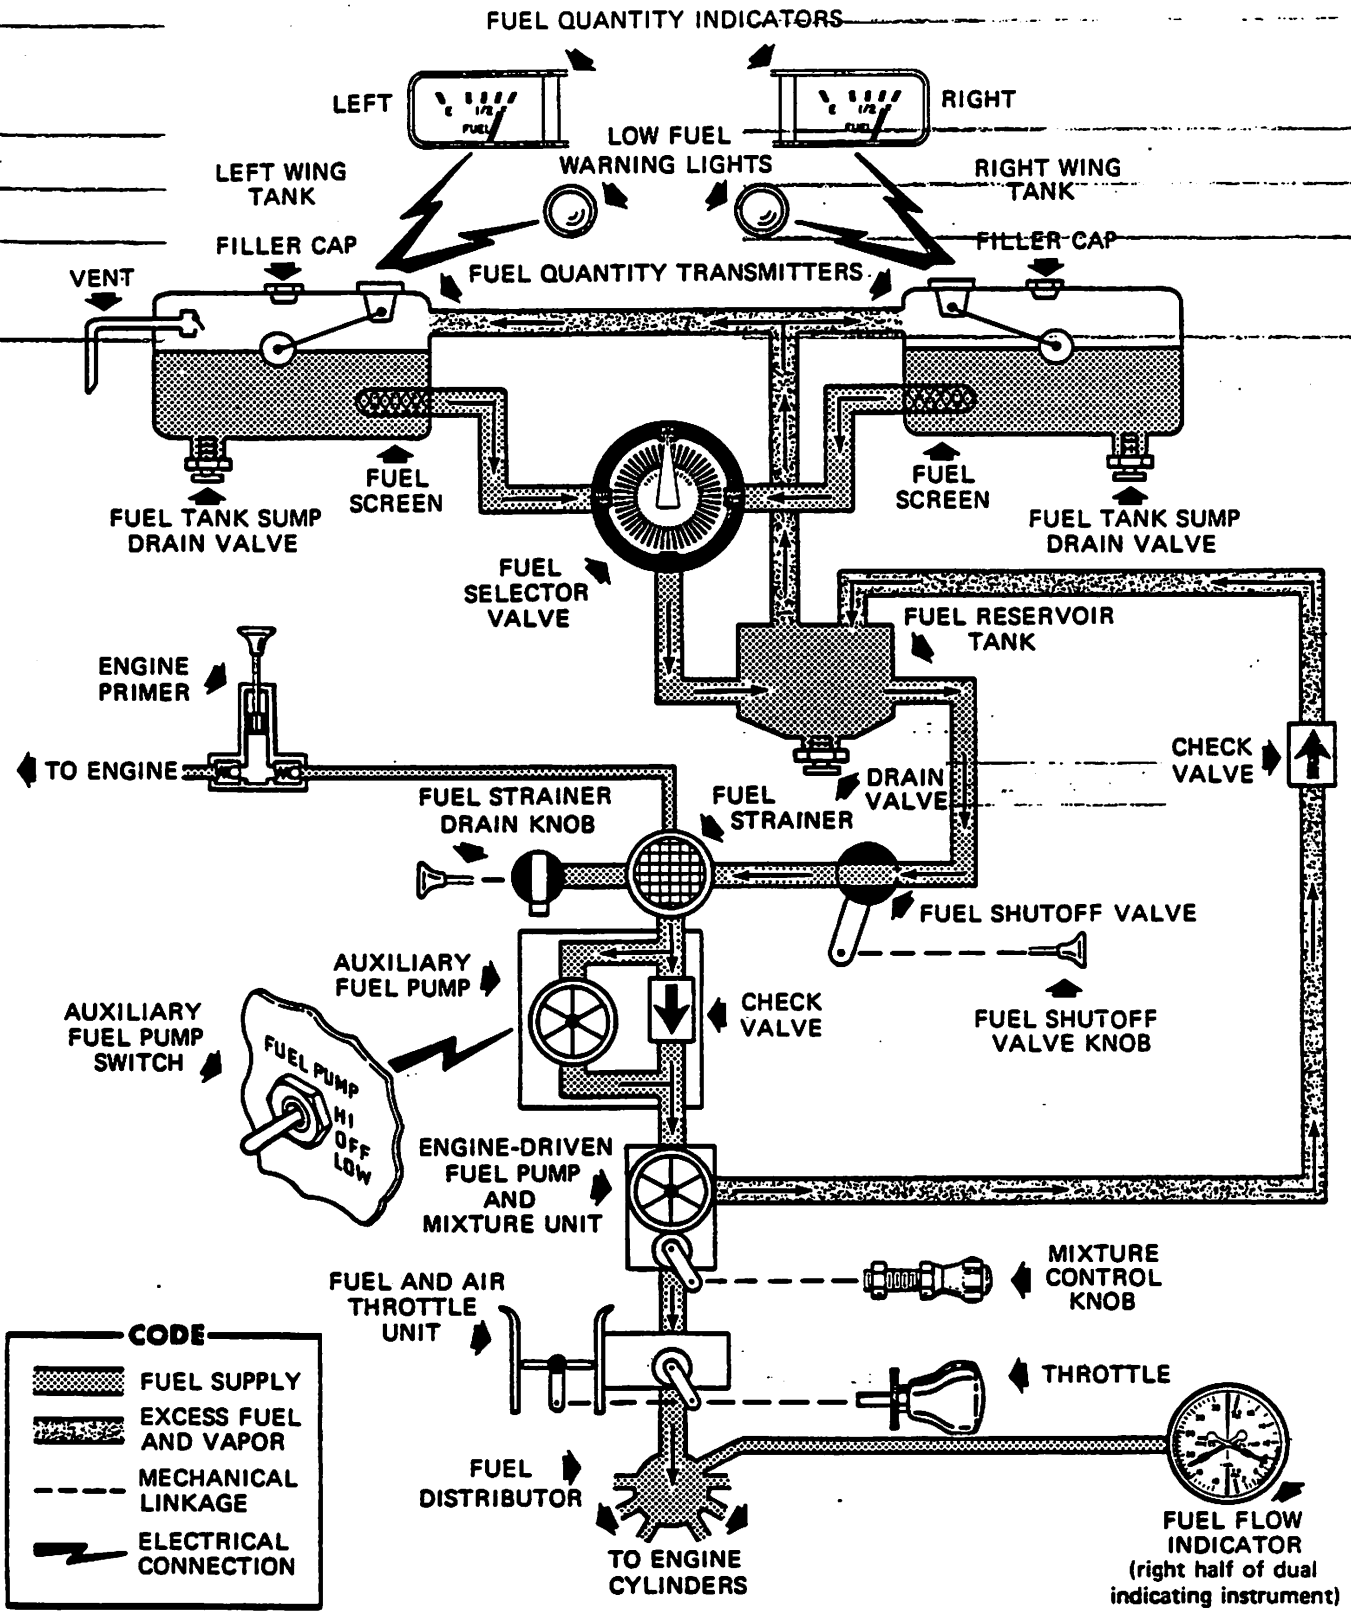 FUEL QUANTITY INDICATORS
LEFT
E 1/2 F
FUEL
E 1/2 F
FUEL
RIGHT
LOW FUEL
WARNING LIGHTS
LEFT WING
TANK
RIGHT WING
TANK
FILLER CAP
FILLER CAP
VENT
FUEL QUANTITY TRANSMITTERS
FUEL
SCREEN
FUEL
SCREEN
FUEL TANK SUMP
DRAIN VALVE
FUEL TANK SUMP
DRAIN VALVE
FUEL
SELECTOR
VALVE
FUEL RESERVOIR
TANK
ENGINE
PRIMER
CHECK
VALVE
TO ENGINE
DRAIN
VALVE
FUEL STRAINER
DRAIN KNOB
FUEL
STRAINER
FUEL SHUTOFF VALVE
AUXILIARY
FUEL PUMP
AUXILIARY
FUEL PUMP
SWITCH
CHECK
VALVE
FUEL SHUTOFF
VALVE KNOB
FUEL PUMP
HI
OFF
LOW
ENGINE-DRIVEN
FUEL PUMP
AND
MIXTURE UNIT
MIXTURE
CONTROL
KNOB
FUEL AND AIR
THROTTLE
UNIT
THROTTLE
CODE
FUEL SUPPLY
EXCESS FUEL
AND VAPOR
MECHANICAL
LINKAGE
ELECTRICAL
CONNECTION
FUEL
DISTRIBUTOR
TO ENGINE
CYLINDERS
FUEL FLOW
INDICATOR
(right half of dual
indicating instrument)